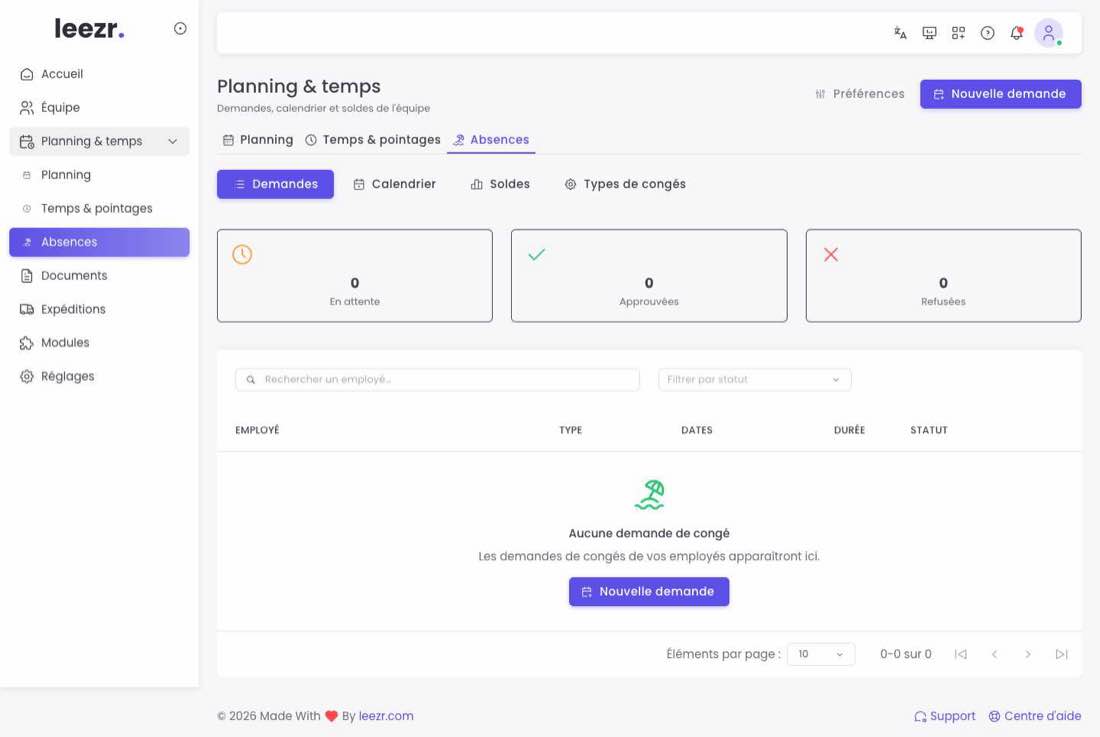 leezr.
Accueil
Équipe
Planning & temps
Planning
Temps & pointages
Absences
Documents
Expéditions
Modules
Réglages
Planning & temps
Demandes, calendrier et soldes de l'équipe
Préférences
Nouvelle demande
Planning Temps & pointages Absences
Demandes Calendrier Soldes Types de congés
0
En attente
0
Approuvées
0
Refusées
Rechercher un employé...
Filtrer par statut
EMPLOYÉ TYPE DATES DURÉE STATUT
Aucune demande de congé
Les demandes de congés de vos employés apparaîtront ici.
Nouvelle demande
Éléments par page : 10 0-0 sur 0
© 2026 Made With ❤ By leezr.com
Support Centre d'aide